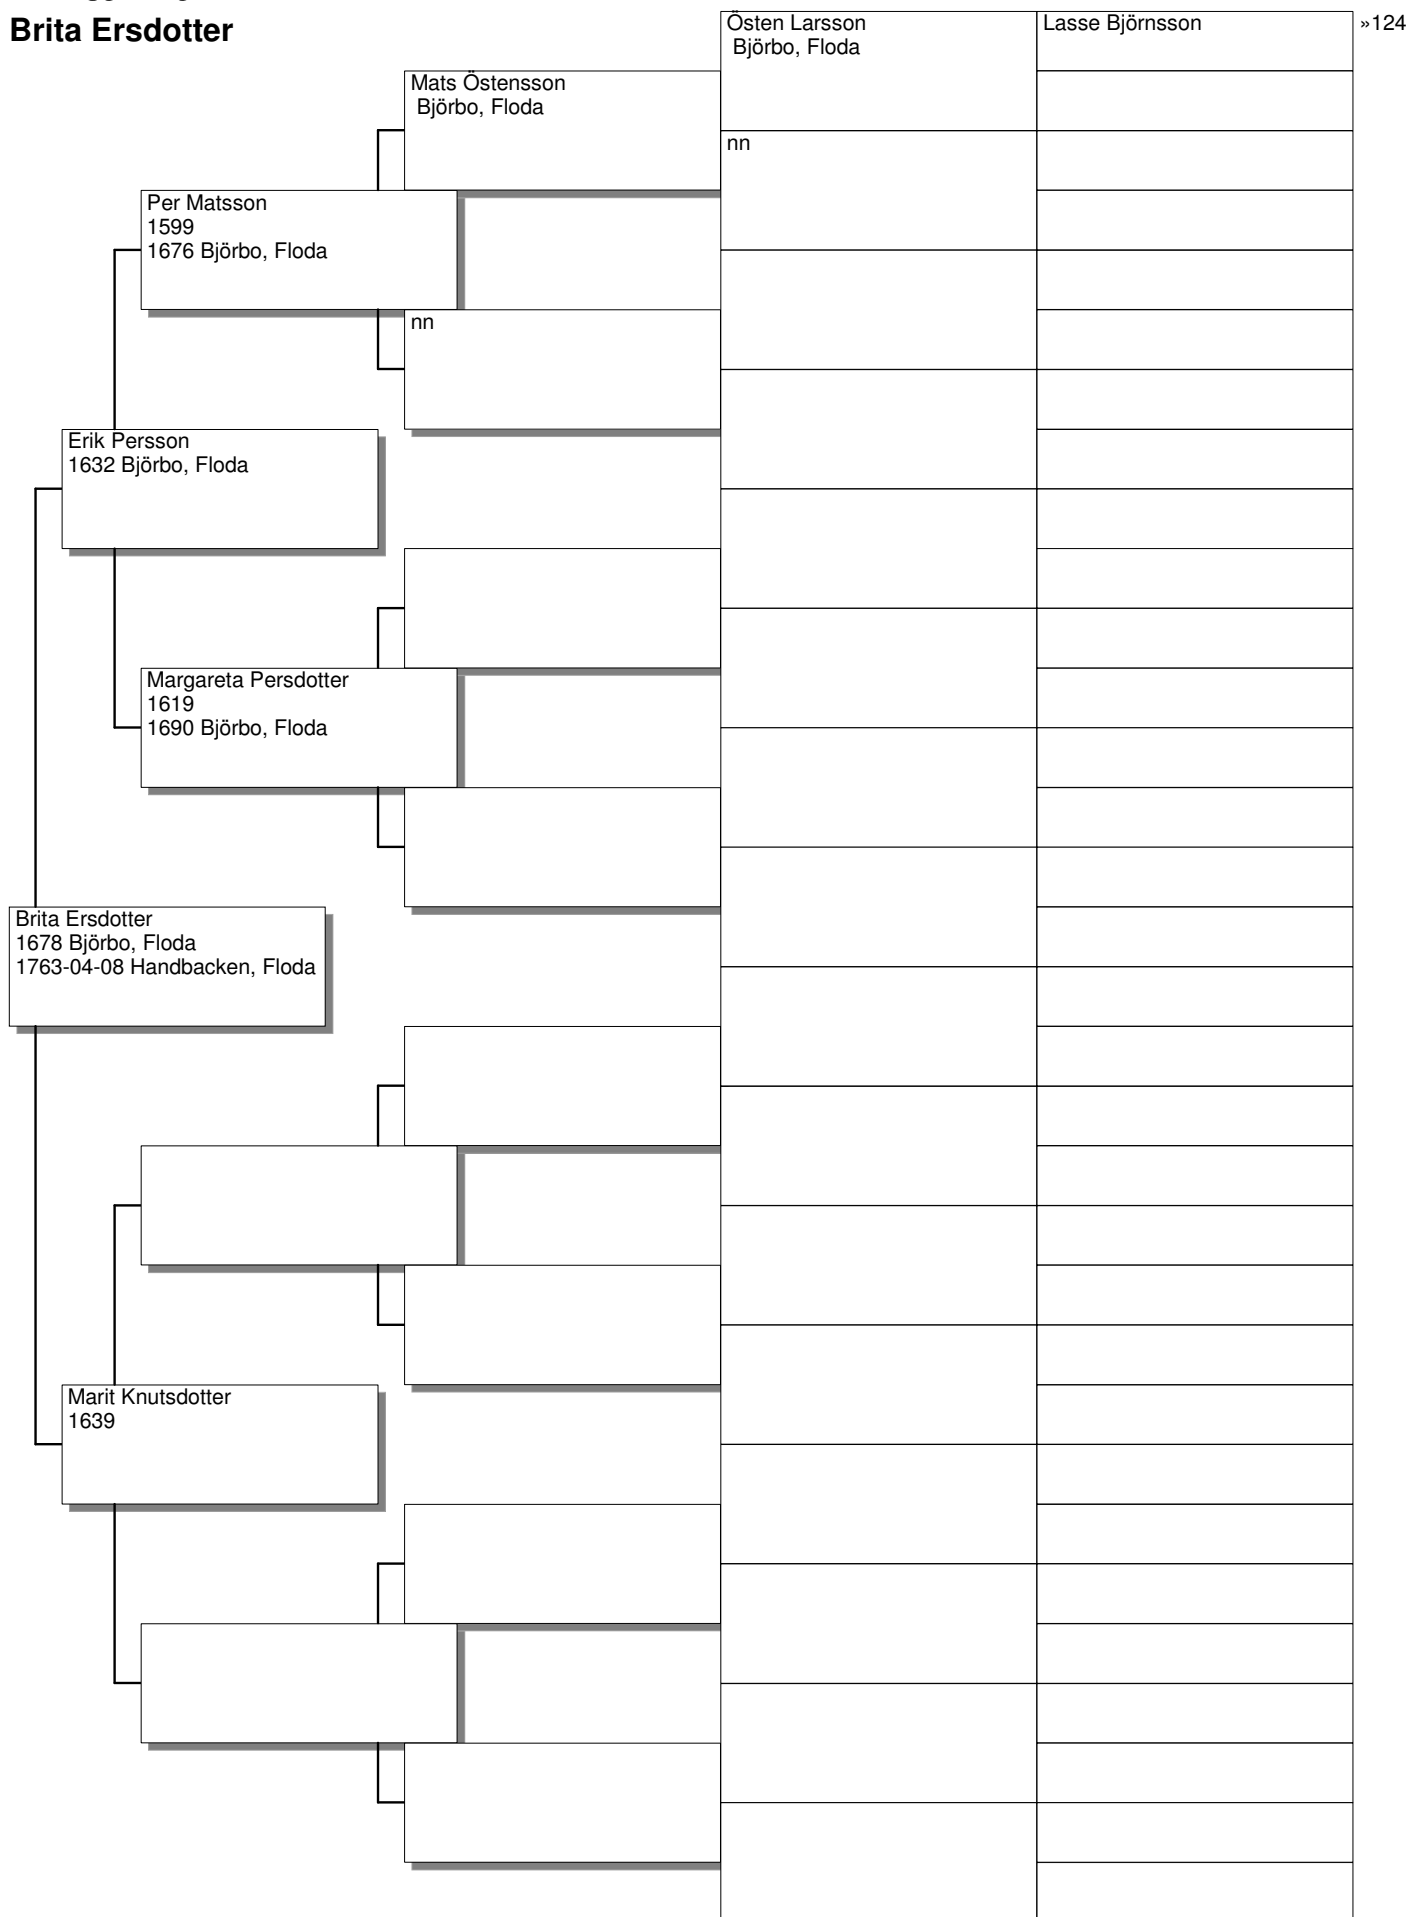 Brita Ersdotter
Östen Larsson
Björbo, Floda
Lasse Björnsson
»124
Mats Östensson
Björbo, Floda
nn
Per Matsson
1599
1676 Björbo, Floda
nn
Erik Persson
1632 Björbo, Floda
Margareta Persdotter
1619
1690 Björbo, Floda
Brita Ersdotter
1678 Björbo, Floda
1763-04-08 Handbacken, Floda
Marit Knutsdotter
1639